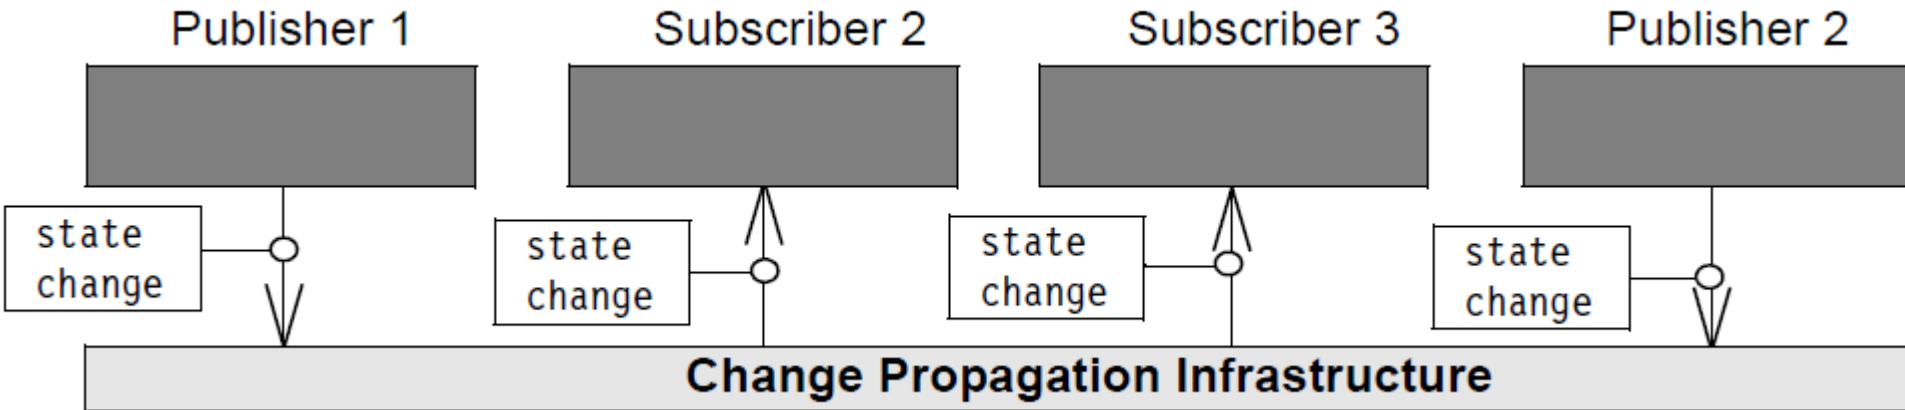 Publisher 1
Subscriber 2
Subscriber 3
Publisher 2
state
change
state
change
state
change
state
change
Change Propagation Infrastructure